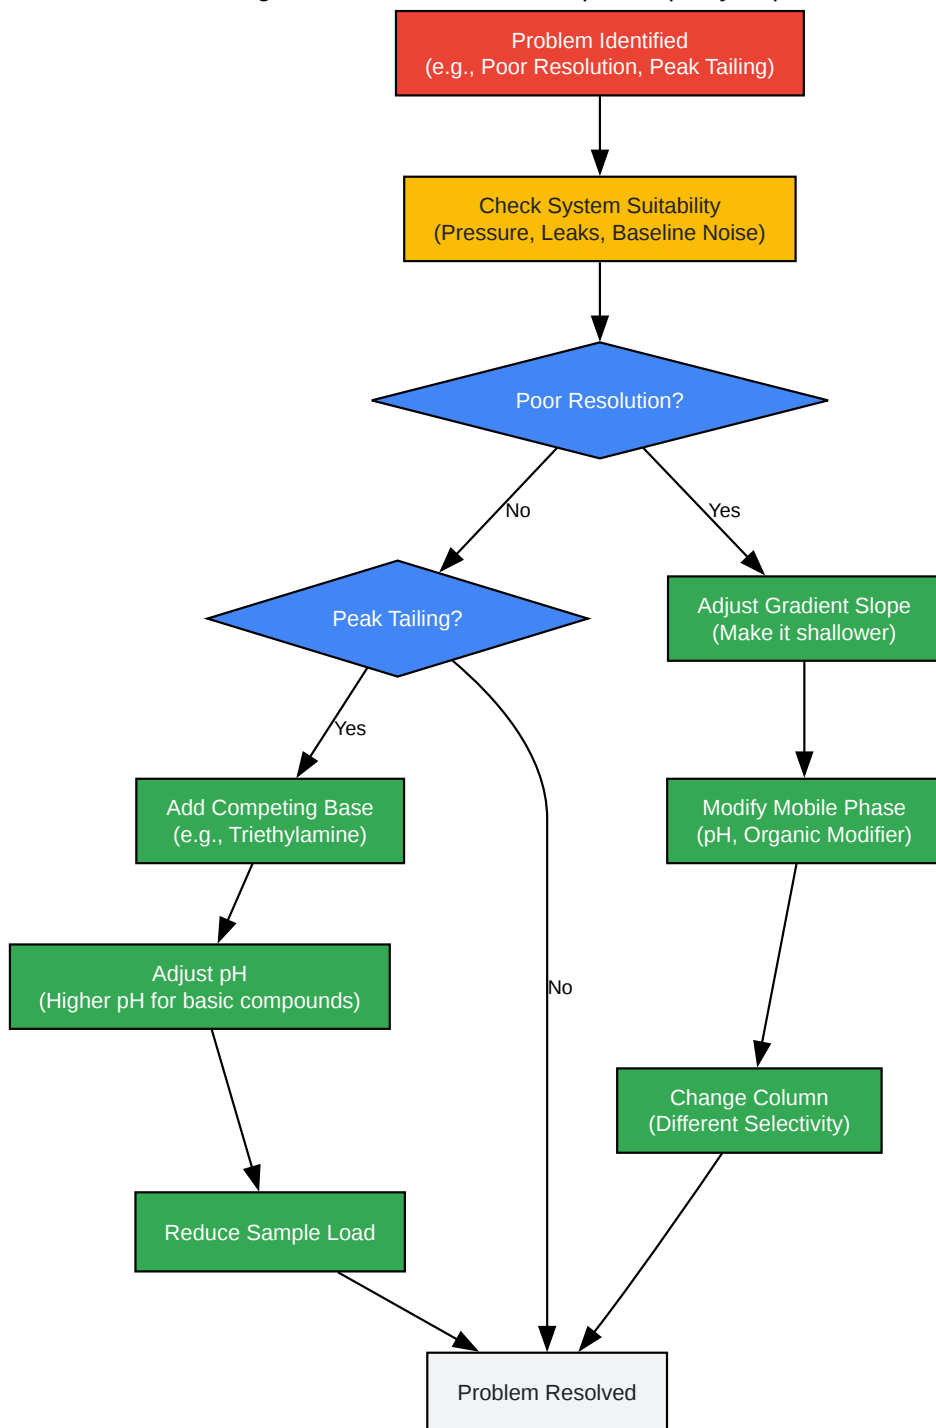 Problem Identified
(e.g., Poor Resolution, Peak Tailing)
Check System Suitability
(Pressure, Leaks, Baseline Noise)
Poor Resolution?
No
Yes
Peak Tailing?
Adjust Gradient Slope
(Make it shallower)
Yes
Add Competing Base
(e.g., Triethylamine)
Modify Mobile Phase
(pH, Organic Modifier)
Adjust pH
(Higher pH for basic compounds)
No
Change Column
(Different Selectivity)
Reduce Sample Load
Problem Resolved